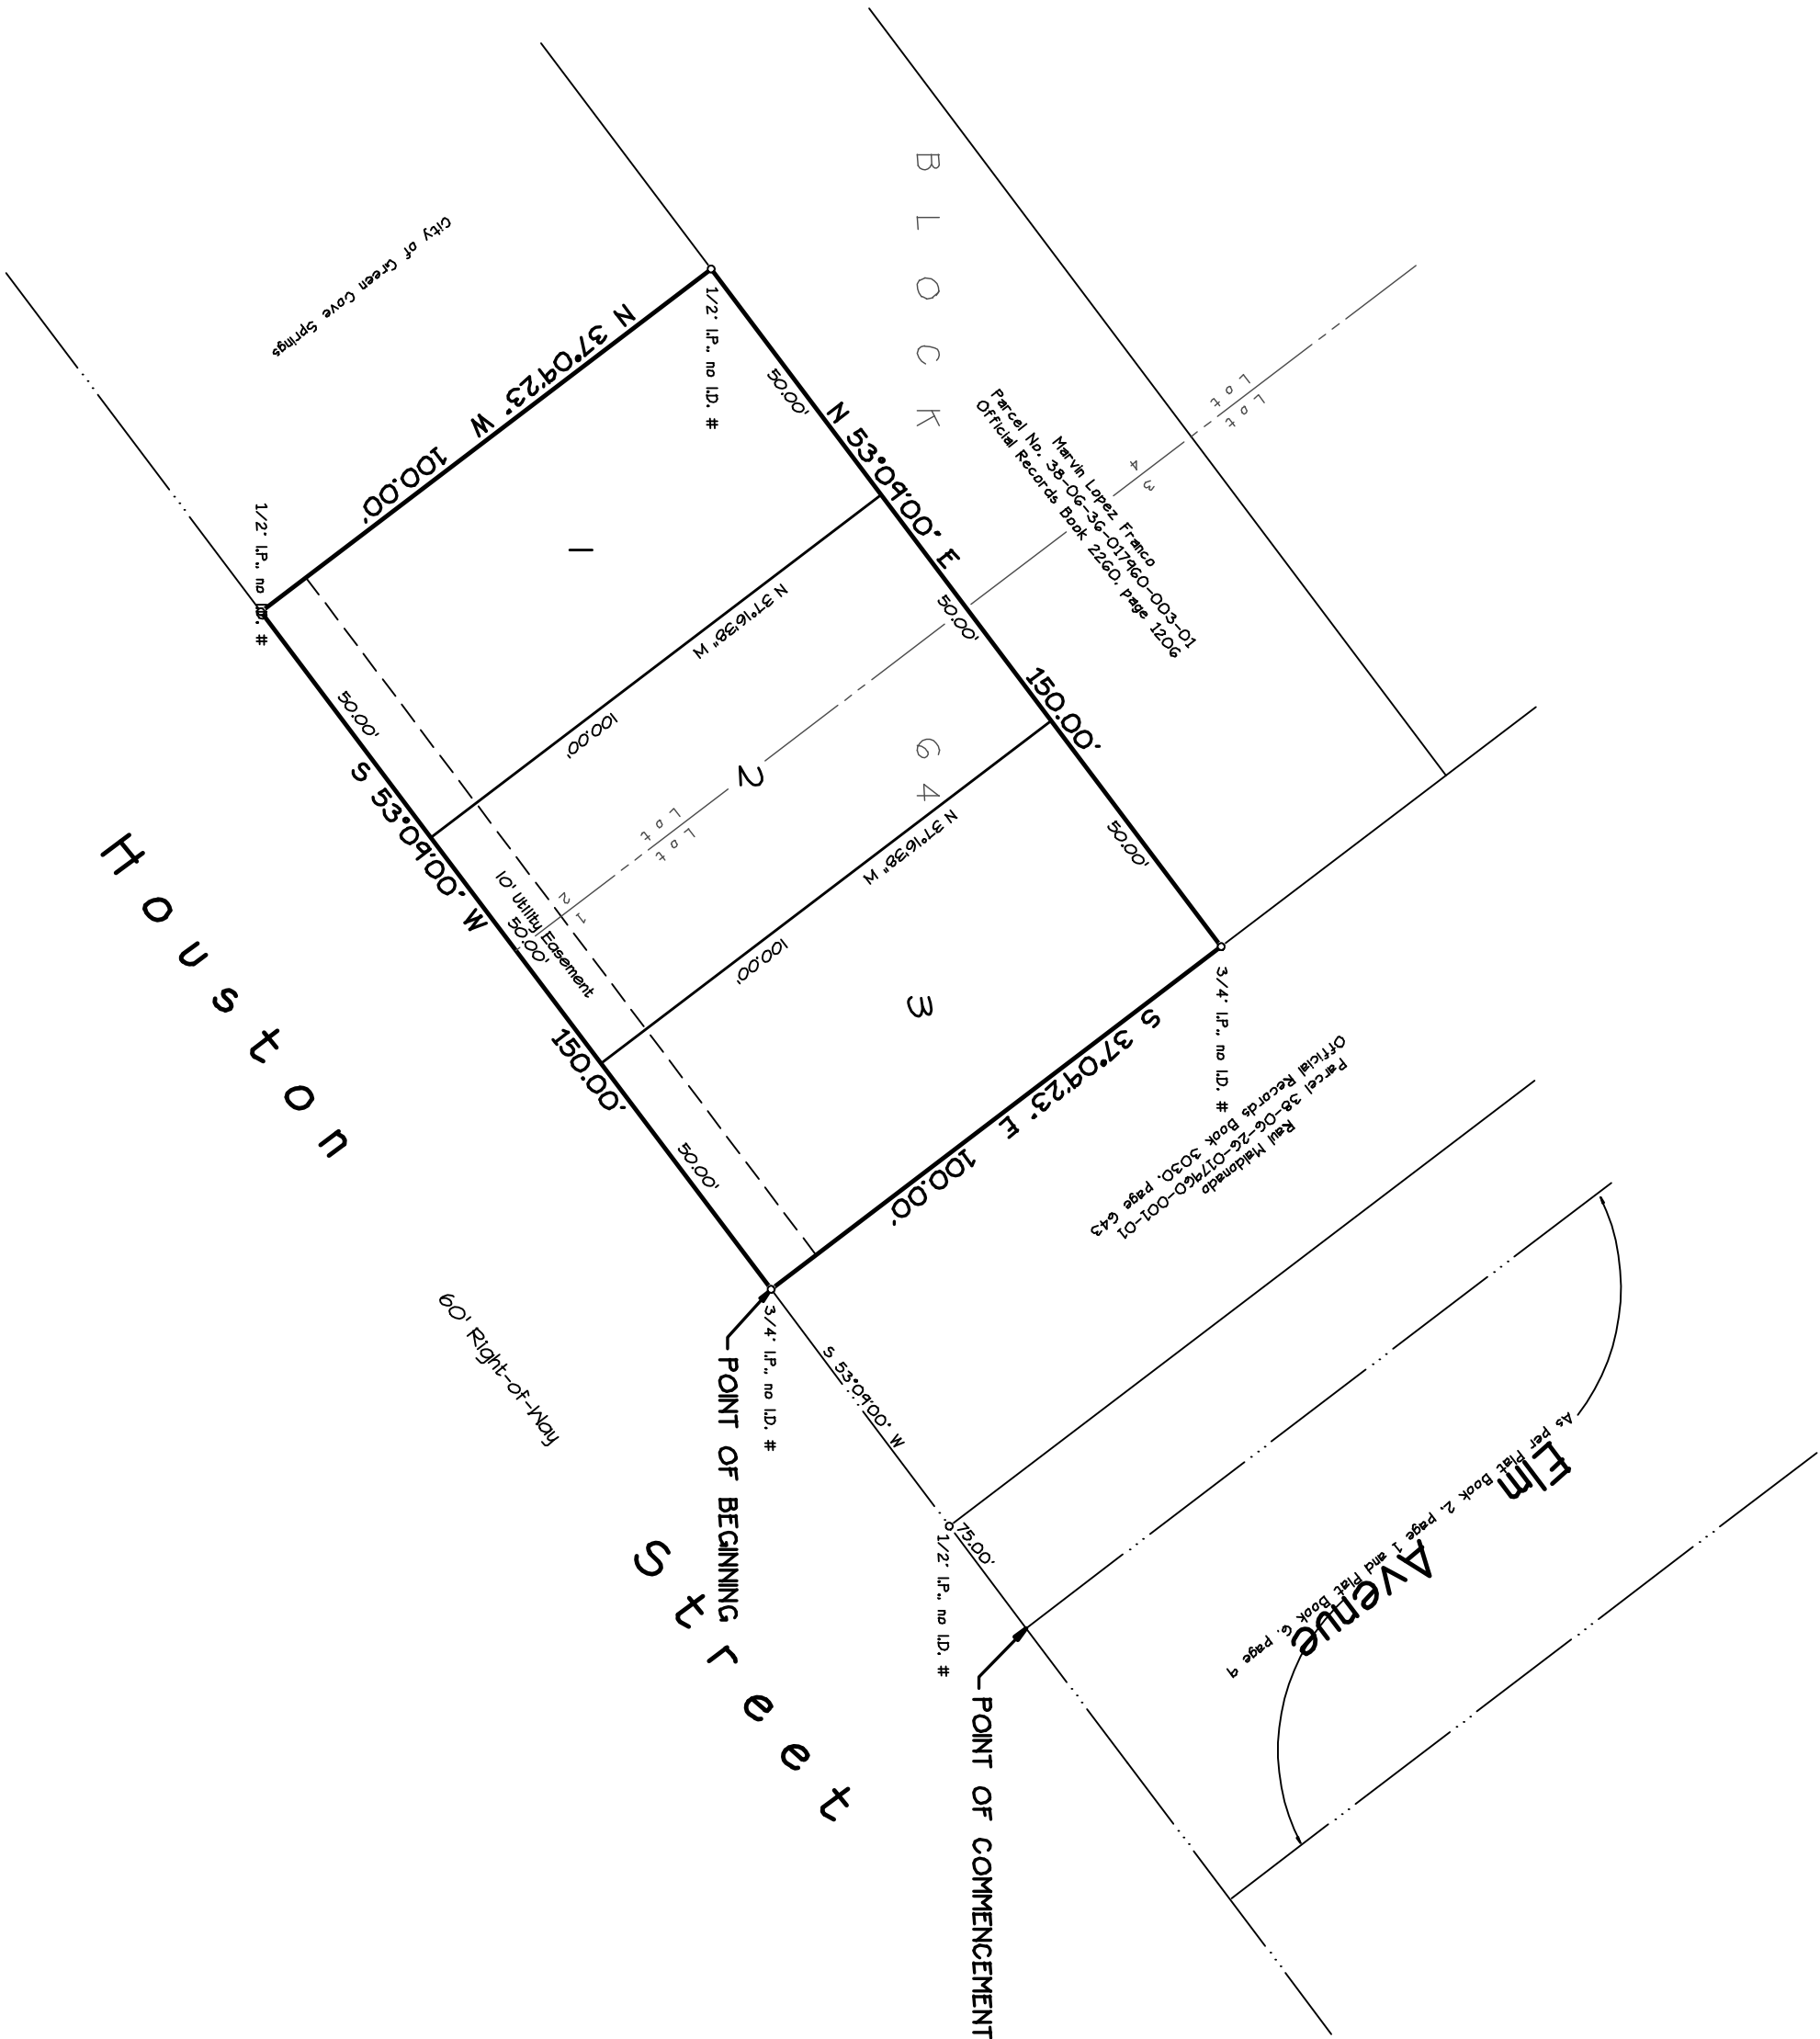 BLOCK
64
City of Green Cove Springs
N 37°09'23" W
100.00'
1/2" I.P., no I.D. #
50.00'
N 53°09'00" E
50.00'
150.00'
50.00'
Lot
Lot
4
3
Marvin Lopez Franco
Parcel No. 38-06-36-017960-003-01
Official Records Book 2260, page 1206
1
N 37°16'38" W
100.00'
2
Lot
Lot
1
2
N 37°16'38" W
100.00'
3
1/2" I.P., no I.D. #
50.00'
S 53°09'00" W
10' Utility Easement
50.00'
150.00'
50.00'
3/4" I.P., no I.D. #
S 37°09'23" E
100.00'
Raul Maldonado
Parcel 38-06-26-017960-001-01
Official Records Book 3030, page 643
Houston Street
60' Right-Of-Way
3/4" I.P., no I.D. #
POINT OF BEGINNING
S 53°09'00" W
75.00'
1/2" I.P., no I.D. #
POINT OF COMMENCEMENT
Elm Avenue
As per Plat Book 2, page 1 and Plat Book 6, page 9